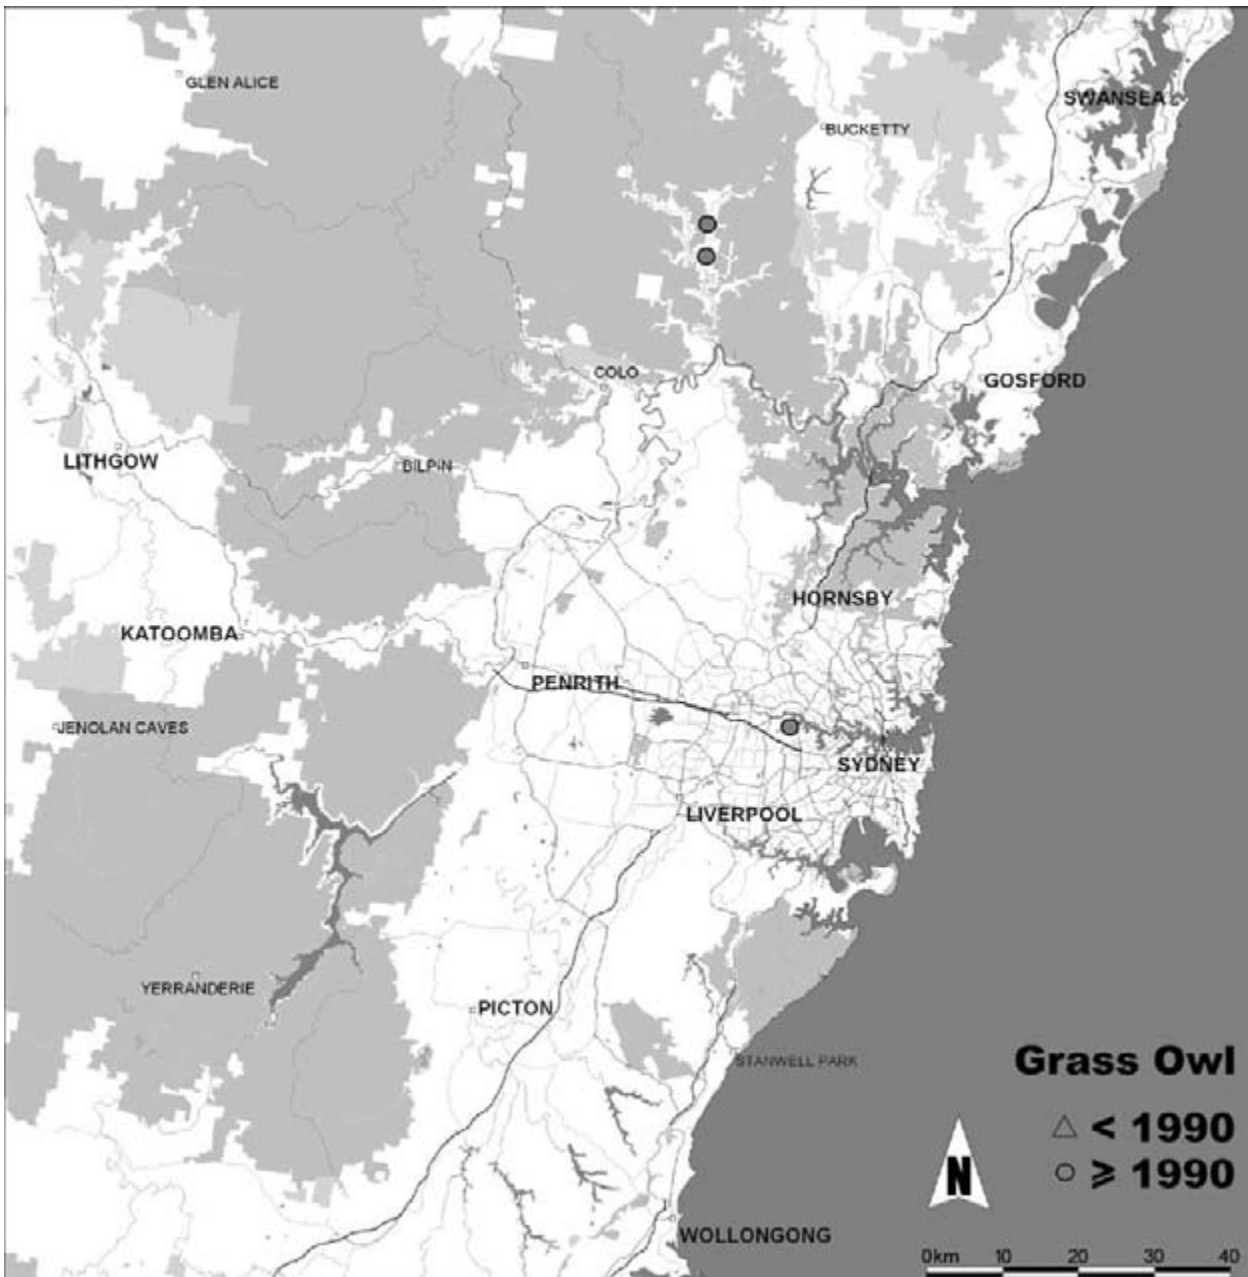 GLEN ALICE
SWANSEA
BUCKETTY
COLO
GOSFORD
LITHGOW
BILPIN
HORNSBY
KATOOMBA
PENRITH
JENOLAN CAVES
SYDNEY
LIVERPOOL
YERRANDERIE
PICTON
STANWELL PARK
Grass Owl
< 1990
⩾ 1990
N
WOLLONGONG
0km 10 20 30 40